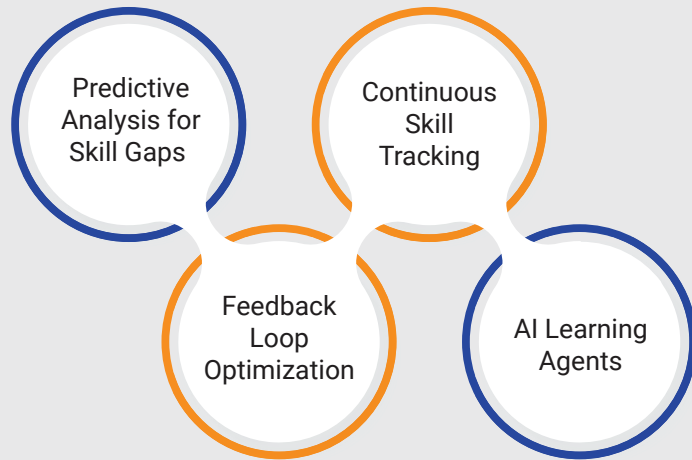 Predictive
Analysis for
Skill Gaps
Continuous
Skill
Tracking
Feedback
Loop
Optimization
AI Learning
Agents